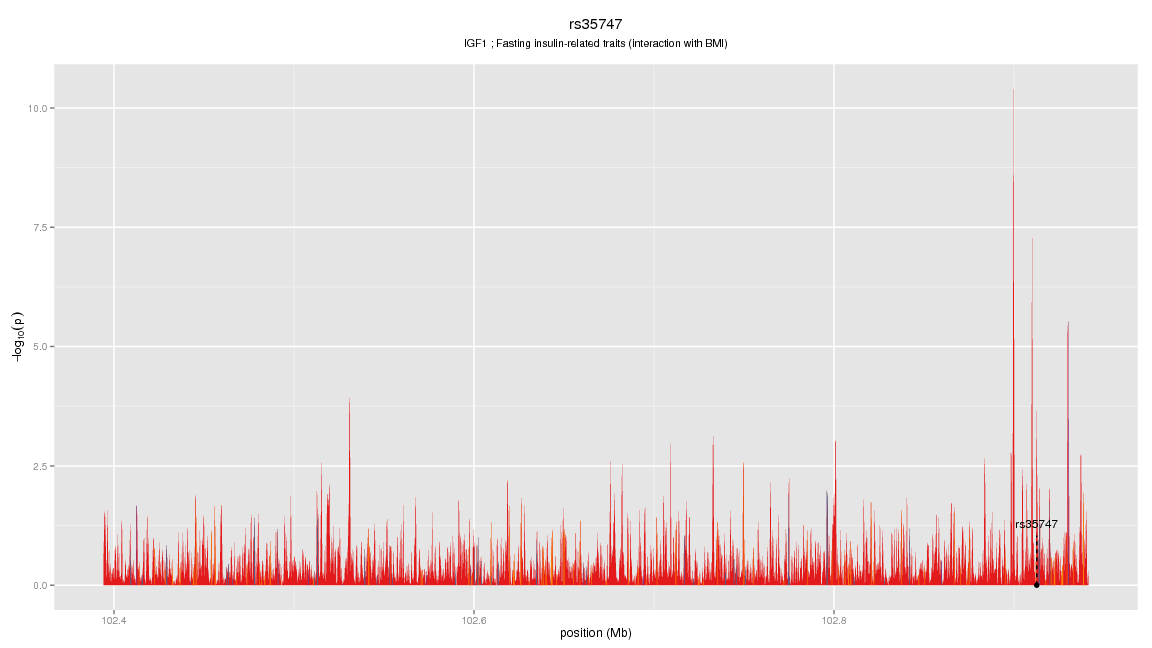 rs35747
IGF1 ; Fasting insulin-related traits (interaction with BMI)
10.0
7.5
5.0
2.5
0.0
−log10(p)
rs35747
102.4
102.6
102.8
position (Mb)